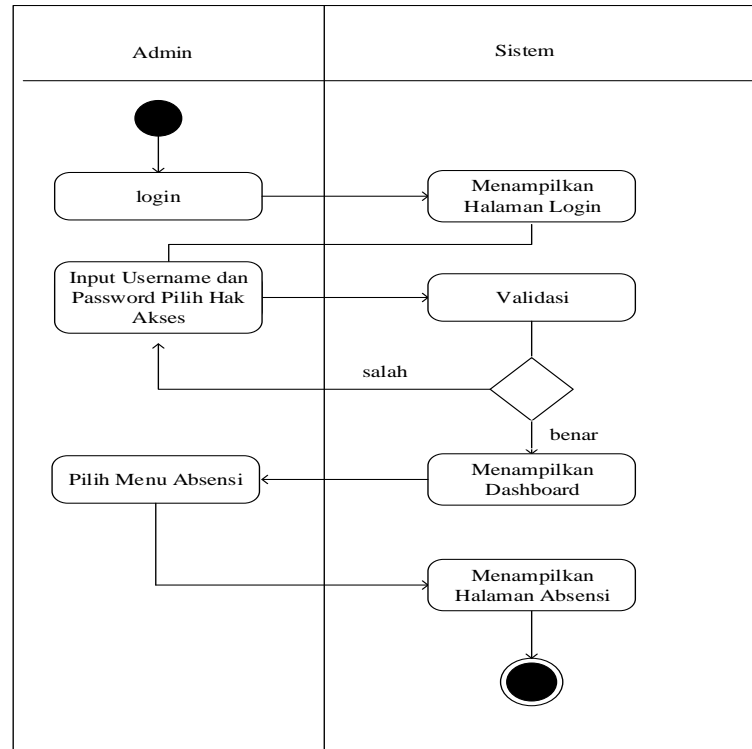 Admin
Sistem
login
Menampilkan
Halaman Login
Input Username dan
Password Pilih Hak
Akses
Validasi
salah
benar
Pilih Menu Absensi
Menampilkan
Dashboard
Menampilkan
Halaman Absensi